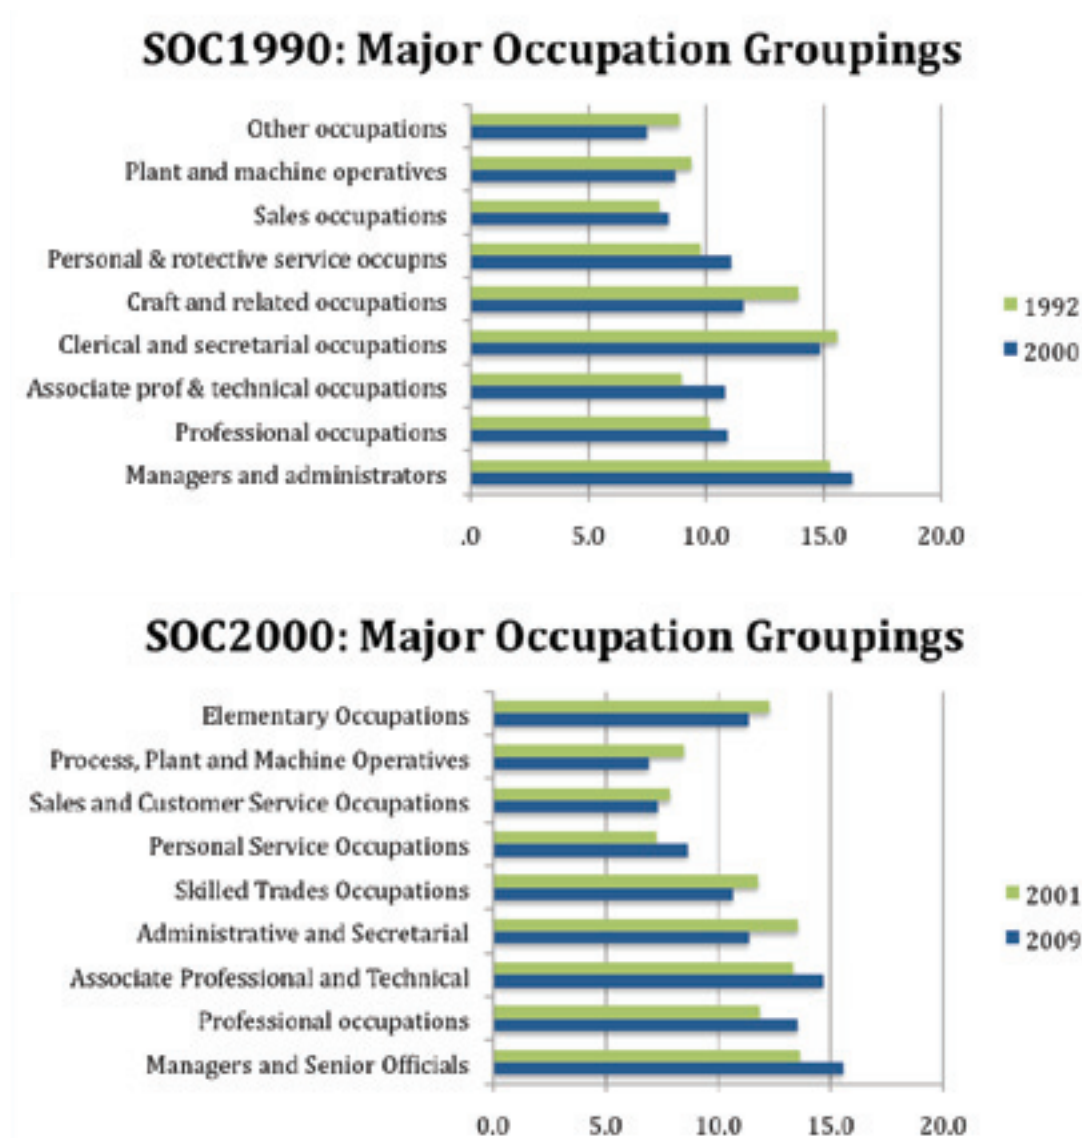 SOC1990: Major Occupation Groupings
Other occupations
Plant and machine operatives
Sales occupations
Personal & rotective service occupns
Craft and related occupations
Clerical and secretarial occupations
Associate prof & technical occupations
Professional occupations
Managers and administrators
1992
2000
.0 5.0 10.0 15.0 20.0
SOC2000: Major Occupation Groupings
Elementary Occupations
Process, Plant and Machine Operatives
Sales and Customer Service Occupations
Personal Service Occupations
Skilled Trades Occupations
Administrative and Secretarial
Associate Professional and Technical
Professional occupations
Managers and Senior Officials
2001
2009
0.0 5.0 10.0 15.0 20.0